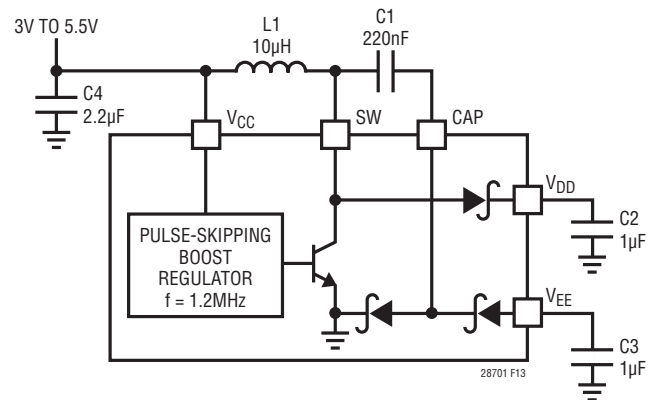 3V TO 5.5V
L1
10µH
C1
220nF
C4
2.2µF
VCC
SW
CAP
VDD
PULSE-SKIPPING
BOOST
REGULATOR
f = 1.2MHz
C2
1µF
VEE
C3
1µF
28701 F13